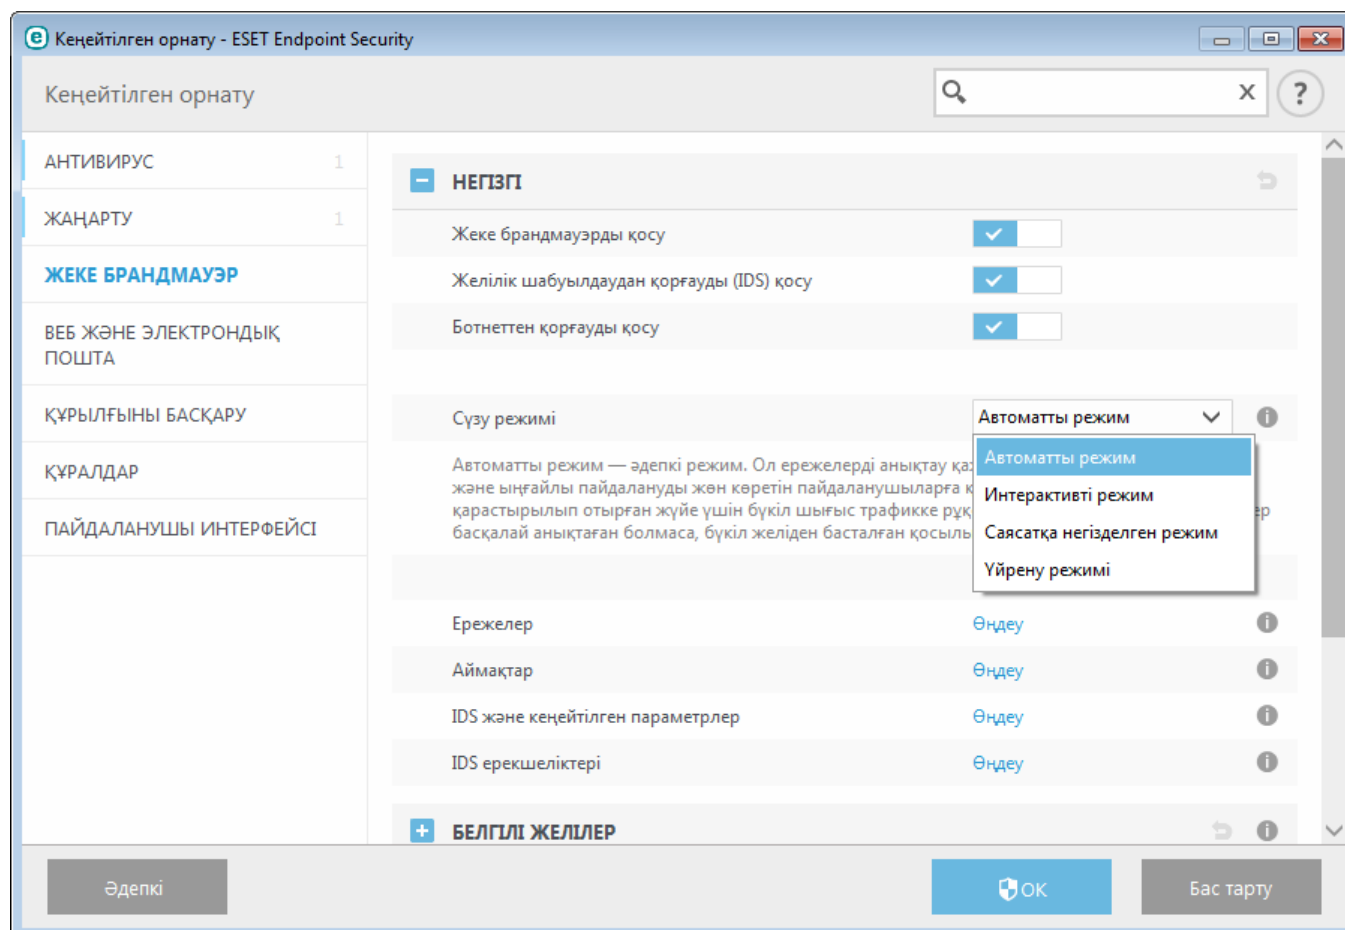 Кеңейтілген орнату - ESET Endpoint Security
Кеңейтілген орнату
x
?
АНТИВИРУС 1
ЖАҢАРТУ 1
ЖЕКЕ БРАНДМАУЭР
ВЕБ ЖӘНЕ ЭЛЕКТРОНДЫҚ
ПОШТА
ҚҰРЫЛҒЫНЫ БАСҚАРУ
ҚҰРАЛДАР
ПАЙДАЛАНУШЫ ИНТЕРФЕЙСІ
НЕГІЗГІ
Жеке брандмауэрды қосу
Желілік шабуылдаудан қорғауды (IDS) қосу
Ботнеттен қорғауды қосу
Сүзу режимі
Автоматты режим
Автоматты режим
Интерактивті режим
Саясатқа негізделген режим
Үйрену режимі
Автоматты режим — әдепкі режим. Ол ережелерді анықтау
және ыңғайлы пайдалануды жөн көретін пайдаланушыларға
қарастырылып отырған жүйе үшін бүкіл шығыс трафикке
басқалай анықтаған болмаса, бүкіл желіден басталған
Ережелер Өңдеу
Аймақтар Өңдеу
IDS және кеңейтілген параметрлер Өңдеу
IDS ерекшеліктері Өңдеу
БЕЛГІЛІ ЖЕЛІЛЕР
Әдепкі
OK
Бас тарту